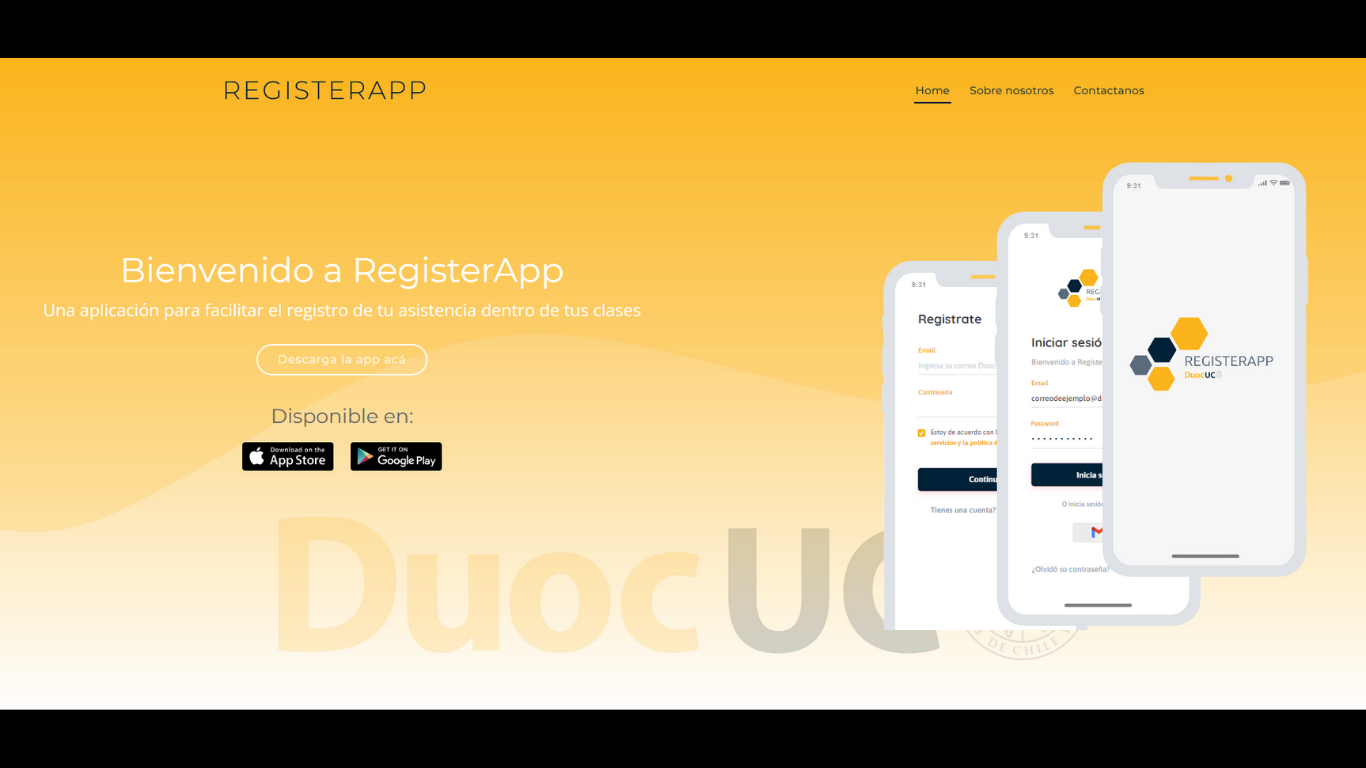 REGISTERAPP
Home
Sobre nosotros
Contactanos
Bienvenido a RegisterApp
Una aplicación para facilitar el registro de tu asistencia dentro de tus clases
Descarga la app acá
Disponible en:
Download on the
App Store
GET IT ON
Google Play
9:31
Registrate
Email
Ingresa tu correo Duoc
Contraseña
Estoy de acuerdo con
servicios y la política
Continu
Tienes una cuenta?
9:31
REG
Duoc
Iniciar sesió
Bienvenido a Registe
Email
correodeejemplo@d
Password
Inicia s
O inicia sesió
¿Olvidó su contraseña?
9:31
REGISTERAPP
DuocUC
DuocUC
DE CHILE